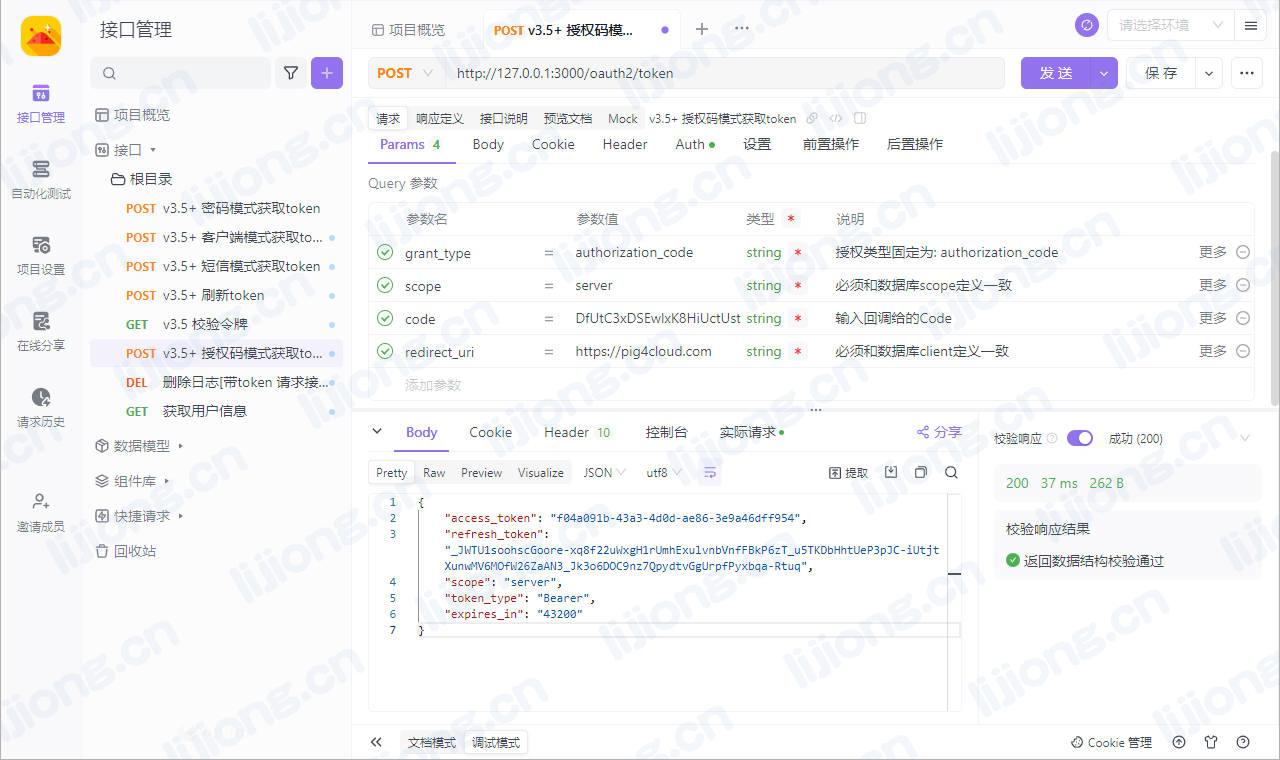 接口管理
自动化测试
项目设置
在线分享
请求历史
邀请成员
接口管理
项目概览
接口
根目录
POST v3.5+ 密码模式获取token
POST v3.5+ 客户端模式获取to...
POST v3.5+ 短信模式获取token
POST v3.5+ 刷新token
GET v3.5 校验令牌
POST v3.5+ 授权码模式获取to...
DEL 删除日志[带token 请求接...
GET 获取用户信息
数据模型
组件库
快捷请求
回收站
项目概览 POST v3.5+ 授权码模... 请选择环境
POST http://127.0.0.1:3000/oauth2/token 发 送 保 存
请求 响应定义 接口说明 预览文档 Mock v3.5+ 授权码模式获取token
Params 4 Body Cookie Header Auth 设置 前置操作 后置操作
Query 参数
参数名 参数值 类型 * 说明
grant_type = authorization_code string * 授权类型固定为: authorization_code 更多
scope = server string * 必须和数据库scope定义一致 更多
code = DfUtC3xDSEwlxK8HiUctUst string * 输入回调给的Code 更多
redirect_uri = https://pig4cloud.com string * 必须和数据库client定义一致 更多
添加参数
Body Cookie Header 10 控制台 实际请求 分享
Pretty Raw Preview Visualize JSON utf8 提取
1 {
2 "access_token": "f04a091b-43a3-4d0d-ae86-3e9a46dff954",
3 "refresh_token":
"_JWTU1soohscGoore-xq8f22uWxgH1rUmhExulvnbVnfFBkP6zT_u5TKDbHhtUeP3pJC-iUtjt
XunwMV6MOfW26ZaAN3_Jk3o6DOC9nz7QpydtvGgUrpfPyxbqa-Rtuq",
4 "scope": "server",
5 "token_type": "Bearer",
6 "expires_in": "43200"
7 }
校验响应 成功 (200)
200 37 ms 262 B
校验响应结果
返回数据结构校验通过
文档模式 调试模式 Cookie 管理
lijiong.cn